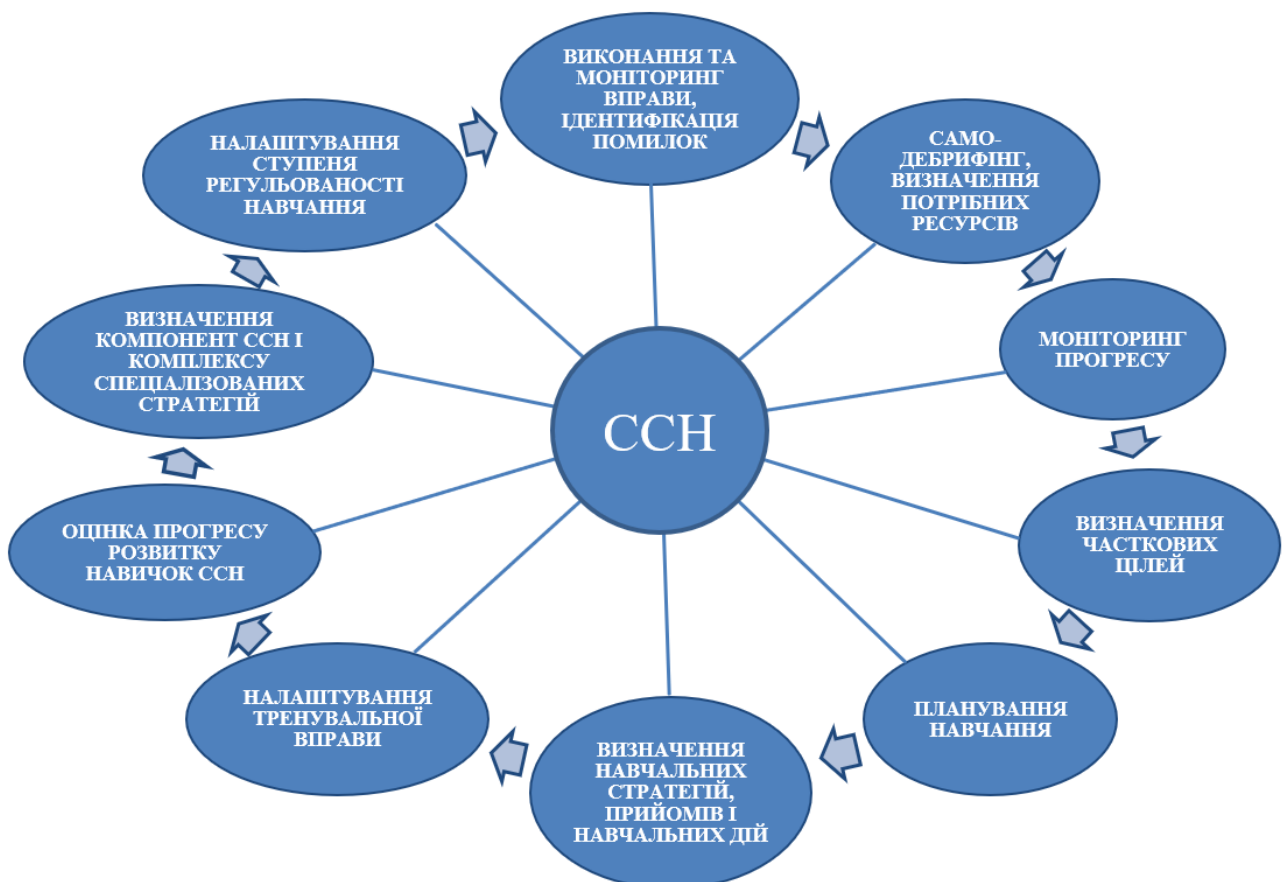 ВИКОНАННЯ ТА
МОНІТОРИНГ
ВПРАВИ,
ІДЕНТИФІКАЦІЯ
ПОМИЛОК
САМО-
ДЕБРИФІНГ,
ВИЗНАЧЕННЯ
ПОТРІБНИХ
РЕСУРСІВ
МОНІТОРИНГ
ПРОГРЕСУ
ВИЗНАЧЕННЯ
ЧАСТКОВИХ
ЦІЛЕЙ
ПЛАНУВАННЯ
НАВЧАННЯ
ВИЗНАЧЕННЯ
НАВЧАЛЬНИХ
СТРАТЕГІЙ,
ПРИЙОМІВ І
НАВЧАЛЬНИХ ДІЙ
НАЛАШТУВАННЯ
ТРЕНУВАЛЬНОЇ
ВПРАВИ
ОЦІНКА ПРОГРЕСУ
РОЗВИТКУ
НАВИЧОК ССН
ВИЗНАЧЕННЯ
КОМПОНЕНТ ССН І
КОМПЛЕКСУ
СПЕЦІАЛІЗОВАНИХ
СТРАТЕГІЙ
НАЛАШТУВАННЯ
СТУПЕНЯ
РЕГУЛЬОВАНОСТІ
НАВЧАННЯ
ССН